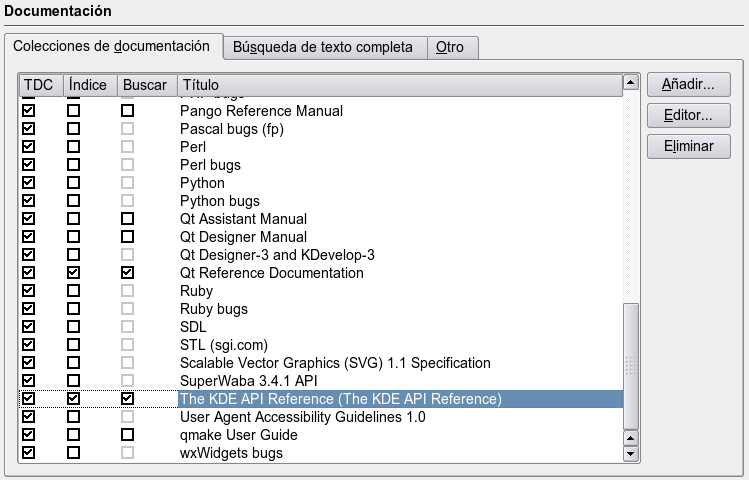 Documentación
Colecciones de documentación
Búsqueda de texto completa
Otro
TDC Índice Buscar Título
Pango Reference Manual
Pascal bugs (fp)
Perl
Perl bugs
Python
Python bugs
Qt Assistant Manual
Qt Designer Manual
Qt Designer-3 and KDevelop-3
Qt Reference Documentation
Ruby
Ruby bugs
SDL
STL (sgi.com)
Scalable Vector Graphics (SVG) 1.1 Specification
SuperWaba 3.4.1 API
The KDE API Reference (The KDE API Reference)
User Agent Accessibility Guidelines 1.0
qmake User Guide
wxWidgets bugs
Añadir...
Editor...
Eliminar